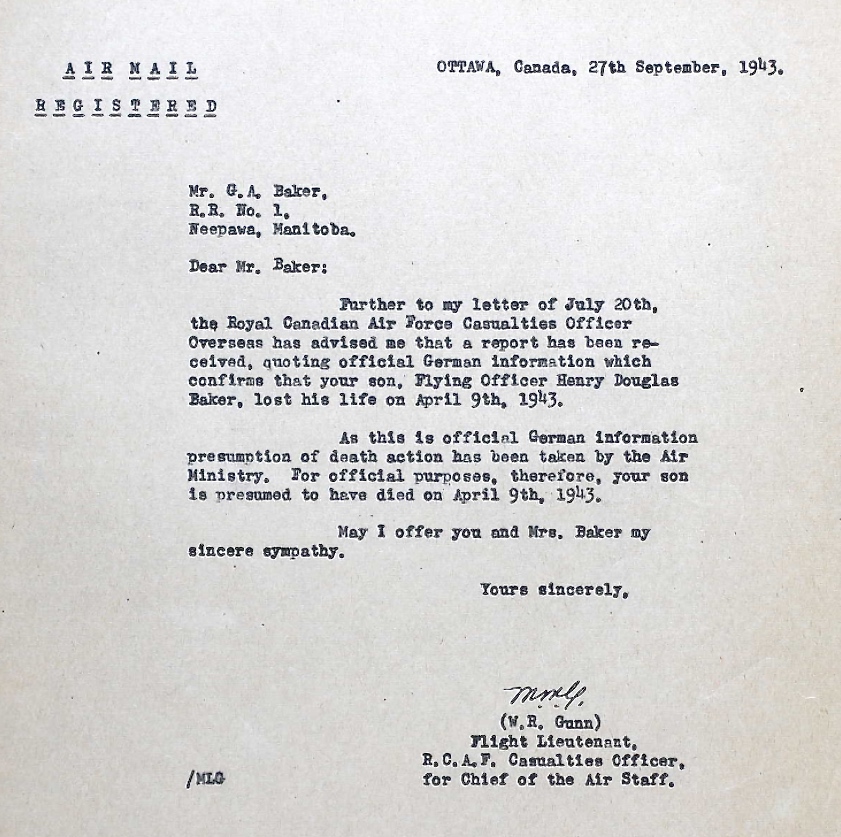 AIR MAIL
OTTAWA, Canada, 27th September, 1943.
REGISTERED
Mr. G.A. Baker,
R.R. No. 1,
Neepawa, Manitoba.
Dear Mr. Baker:
Further to my letter of July 20th,
the Royal Canadian Air Force Casualties Officer
Overseas has advised me that a report has been re-
ceived, quoting official German information which
confirms that your son, Flying Officer Henry Douglas
Baker, lost his life on April 9th, 1943.
As this is official German information
presumption of death action has been taken by the Air
Ministry. For official purposes, therefore, your son
is presumed to have died on April 9th, 1943.
May I offer you and Mrs. Baker my
sincere sympathy.
Yours sincerely,
(W.R. Gunn)
Flight Lieutenant,
R.C.A.F. Casualties Officer,
for Chief of the Air Staff.
/MLG